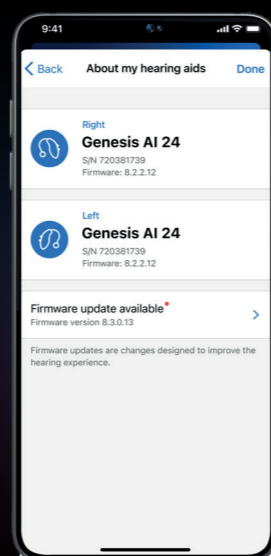 9:41
Back About my hearing aids Done
Right
Genesis AI 24
S/N 720381739
Firmware: 8.2.2.12
Left
Genesis AI 24
S/N 720381739
Firmware: 8.2.2.12
Firmware update available
Firmware version 8.3.0.13
Firmware updates are changes designed to improve the
hearing experience.